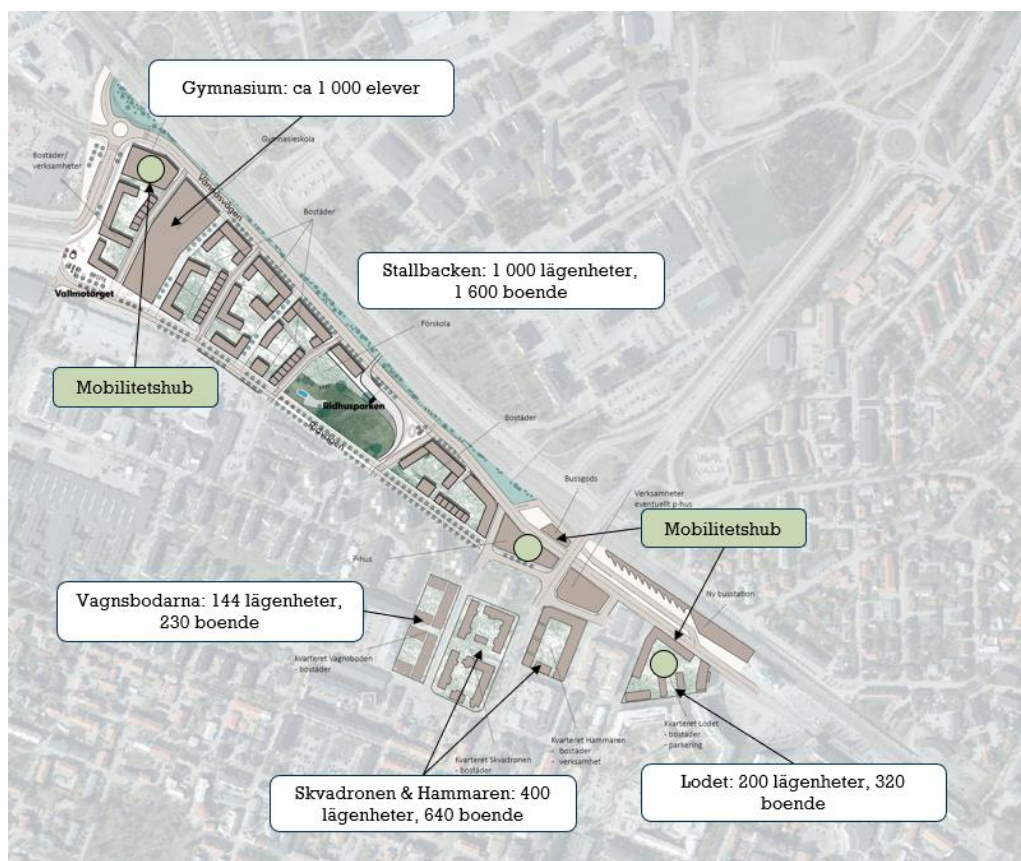 Gymnasium: ca 1 000 elever
Gymnasieskola
Bostäder/
verksamheter
Vännäsvägen
Bostäder
Stallbacken: 1 000 lägenheter,
1 600 boende
Vallmotorget
Förskola
Mobilitetshub
Ridhusparken
Bostäder
Bussgods
Verksamheter
eventuellt p-hus
Mobilitetshub
P-hus
Ny busstation
Vagnsbodarna: 144 lägenheter,
230 boende
Kvarteret Vagnsboden
- bostäder
Kvarteret Skvadronen
- bostäder
Kvarteret Hammaren
- bostäder
- verksamhet
Kvarteret Lodet
- bostäder
- parkering
Skvadronen & Hammaren: 400
lägenheter, 640 boende
Lodet: 200 lägenheter, 320
boende